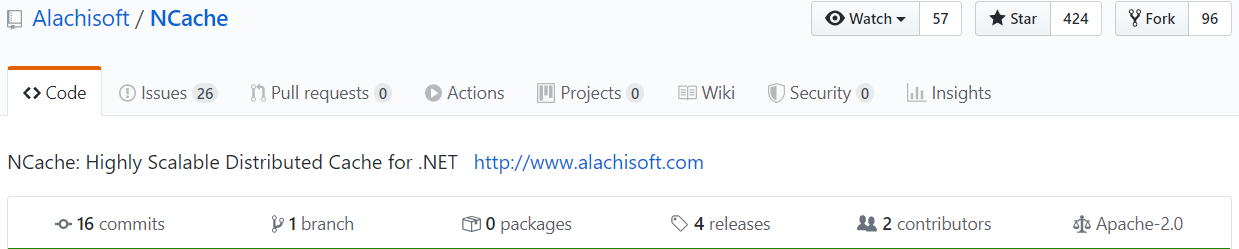 Alachisoft / NCache Watch 57 Star 424 Fork 96
Code Issues 26 Pull requests 0 Actions Projects 0 Wiki Security 0 Insights
NCache: Highly Scalable Distributed Cache for .NET http://www.alachisoft.com
16 commits 1 branch 0 packages 4 releases 2 contributors Apache-2.0